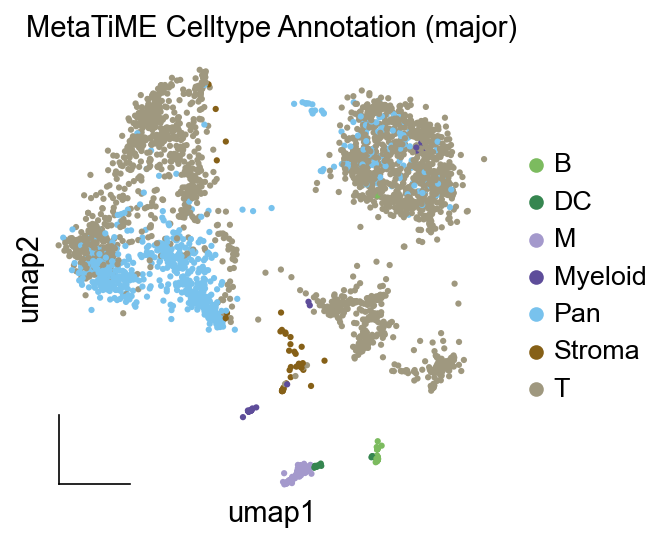 MetaTiME Celltype Annotation (major)
umap2
umap1
B
DC
M
Myeloid
Pan
Stroma
T